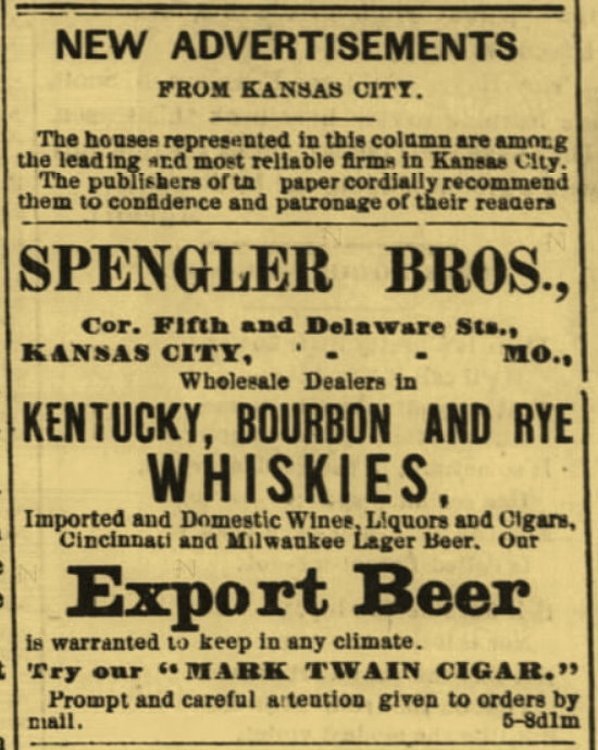 NEW ADVERTISEMENTS
FROM KANSAS CITY.
The houses represented in this column are among
the leading and most reliable firms in Kansas City.
The publishers of th paper cordially recommend
them to confidence and patronage of their readers
SPENGLER BROS.,
Cor. Fifth and Delaware Sts.,
KANSAS CITY, ' - - MO.,
Wholesale Dealers in
KENTUCKY, BOURBON AND RYE
WHISKIES,
Imported and Domestic Wines, Liquors and Cigars,
Cincinnati and Milwaukee Lager Beer. Our
Export Beer
is warranted to keep in any climate.
Try our "MARK TWAIN CIGAR."
Prompt and careful attention given to orders by
mail. 5-8d1m